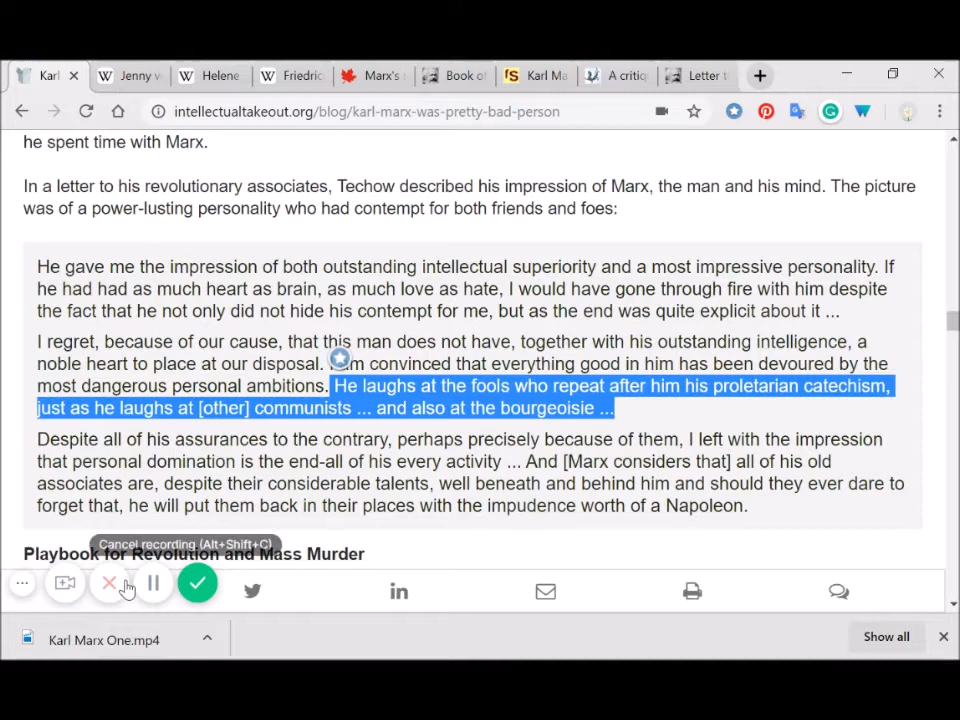 Karl
Jenny v
Helene
Friedric
Marx's
Book of
Karl Ma
A critiq
Letter t
intellectualtakeout.org/blog/karl-marx-was-pretty-bad-person
he spent time with Marx.
In a letter to his revolutionary associates, Techow described his impression of Marx, the man and his mind. The picture
was of a power-lusting personality who had contempt for both friends and foes:
He gave me the impression of both outstanding intellectual superiority and a most impressive personality. If
he had had as much heart as brain, as much love as hate, I would have gone through fire with him despite
the fact that he not only did not hide his contempt for me, but as the end was quite explicit about it ...
I regret, because of our cause, that this man does not have, together with his outstanding intelligence, a
noble heart to place at our disposal. I am convinced that everything good in him has been devoured by the
most dangerous personal ambitions. He laughs at the fools who repeat after him his proletarian catechism,
just as he laughs at [other] communists ... and also at the bourgeoisie ...
Despite all of his assurances to the contrary, perhaps precisely because of them, I left with the impression
that personal domination is the end-all of his every activity ... And [Marx considers that] all of his old
associates are, despite their considerable talents, well beneath and behind him and should they ever dare to
forget that, he will put them back in their places with the impudence worth of a Napoleon.
Cancel recording (Alt+Shift+C)
Playbook for Revolution and Mass Murder
Karl Marx One.mp4
Show all